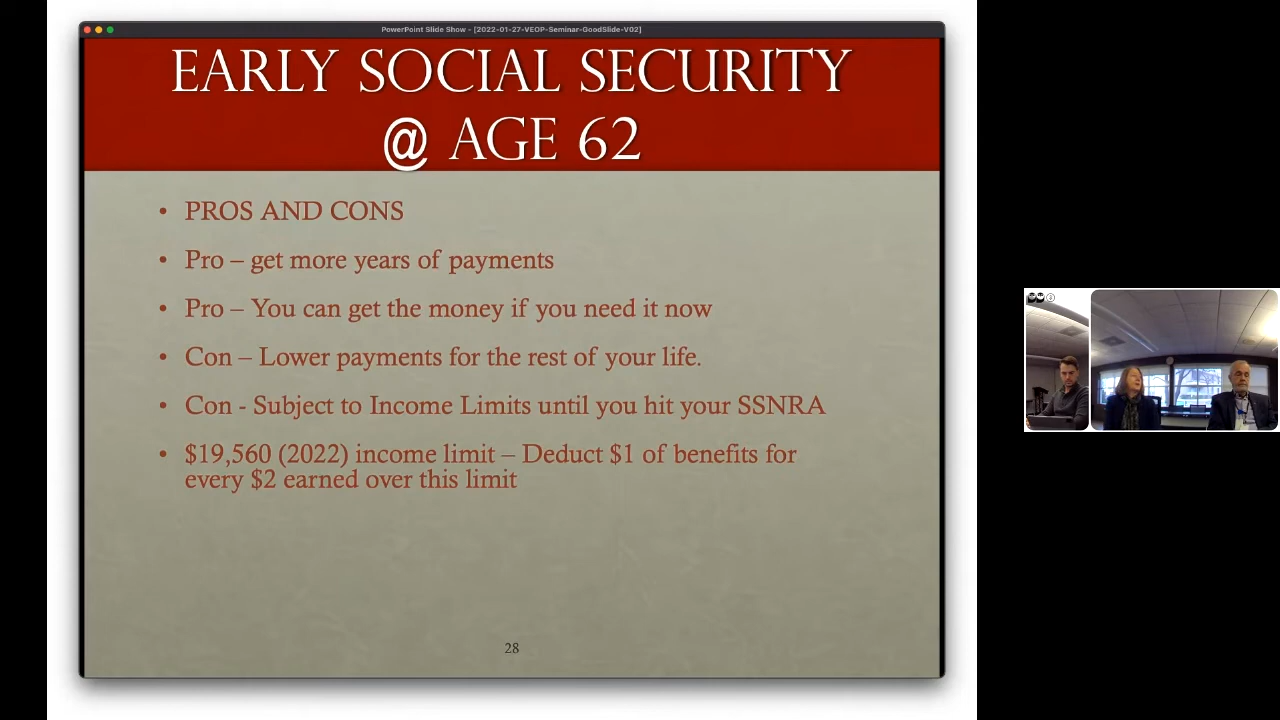 PowerPoint Slide Show - [2022-01-27-VEOP-Seminar-GoodSlide-V02]
EARLY SOCIAL SECURITY
@ AGE 62
• PROS AND CONS
• Pro – get more years of payments
• Pro – You can get the money if you need it now
• Con – Lower payments for the rest of your life.
• Con - Subject to Income Limits until you hit your SSNRA
• $19,560 (2022) income limit – Deduct $1 of benefits for
every $2 earned over this limit
28